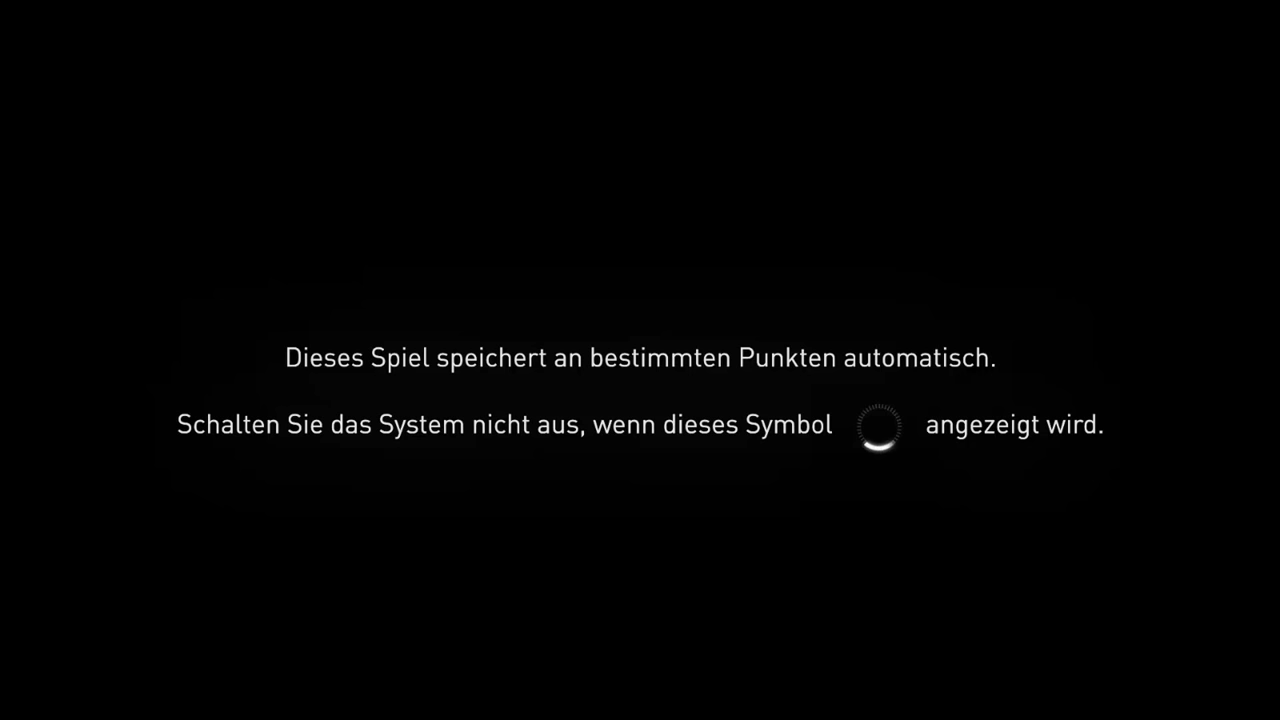 Dieses Spiel speichert an bestimmten Punkten automatisch.
Schalten Sie das System nicht aus, wenn dieses Symbol angezeigt wird.